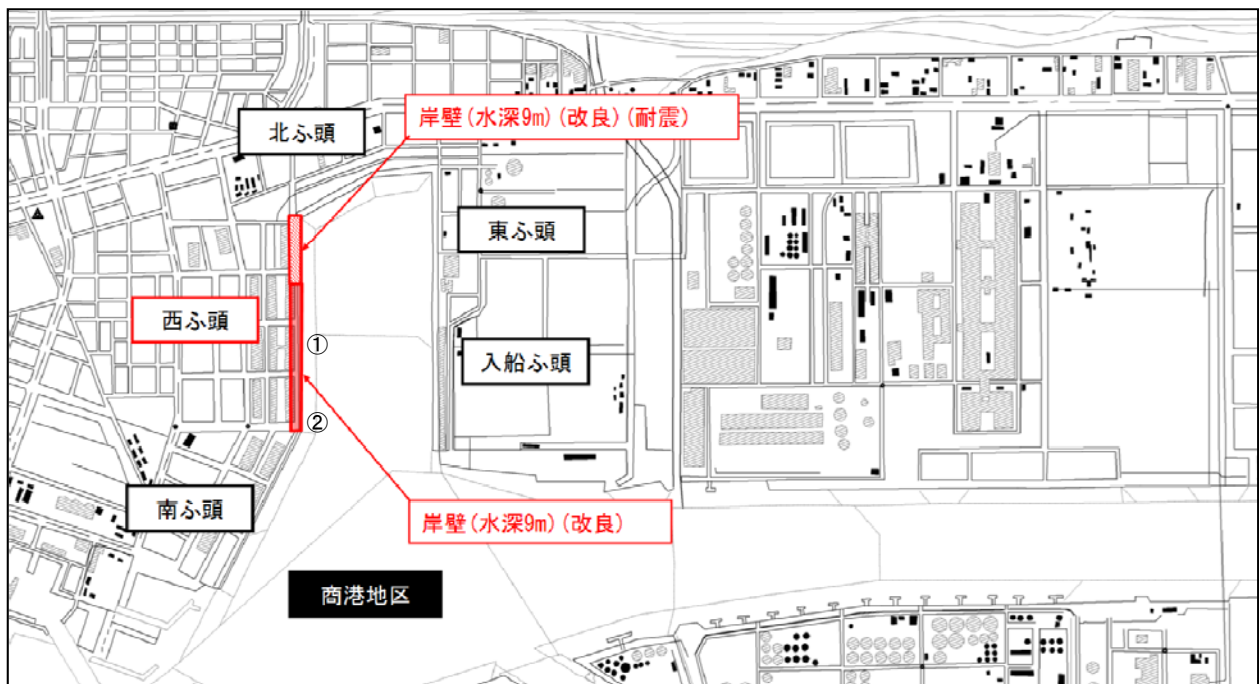 北ふ頭
岸壁(水深9m)(改良)(耐震)
東ふ頭
西ふ頭
①
入船ふ頭
②
南ふ頭
岸壁(水深9m)(改良)
商港地区